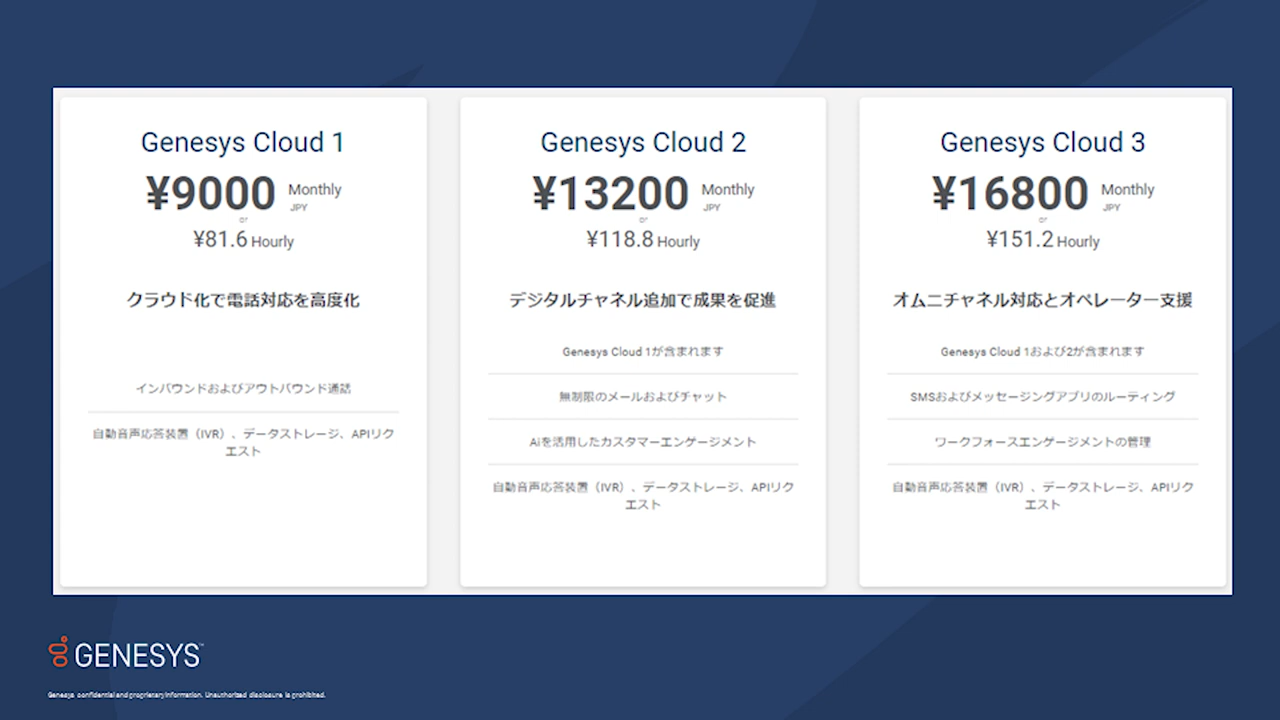 Genesys Cloud 1
¥9000 Monthly
JPY
or
¥81.6 Hourly
クラウド化で電話対応を高度化
インバウンドおよびアウトバウンド通話
自動音声応答装置（IVR）、データストレージ、APIリク
エスト
Genesys Cloud 2
¥13200 Monthly
JPY
or
¥118.8 Hourly
デジタルチャネル追加で成果を促進
Genesys Cloud 1が含まれます
無制限のメールおよびチャット
AIを活用したカスタマーエンゲージメント
自動音声応答装置（IVR）、データストレージ、APIリク
エスト
Genesys Cloud 3
¥16800 Monthly
JPY
or
¥151.2 Hourly
オムニチャネル対応とオペレーター支援
Genesys Cloud 1および2が含まれます
SMSおよびメッセージングアプリのルーティング
ワークフォースエンゲージメントの管理
自動音声応答装置（IVR）、データストレージ、APIリク
エスト
GENESYS™
Genesys confidential and proprietary information. Unauthorized disclosure is prohibited.